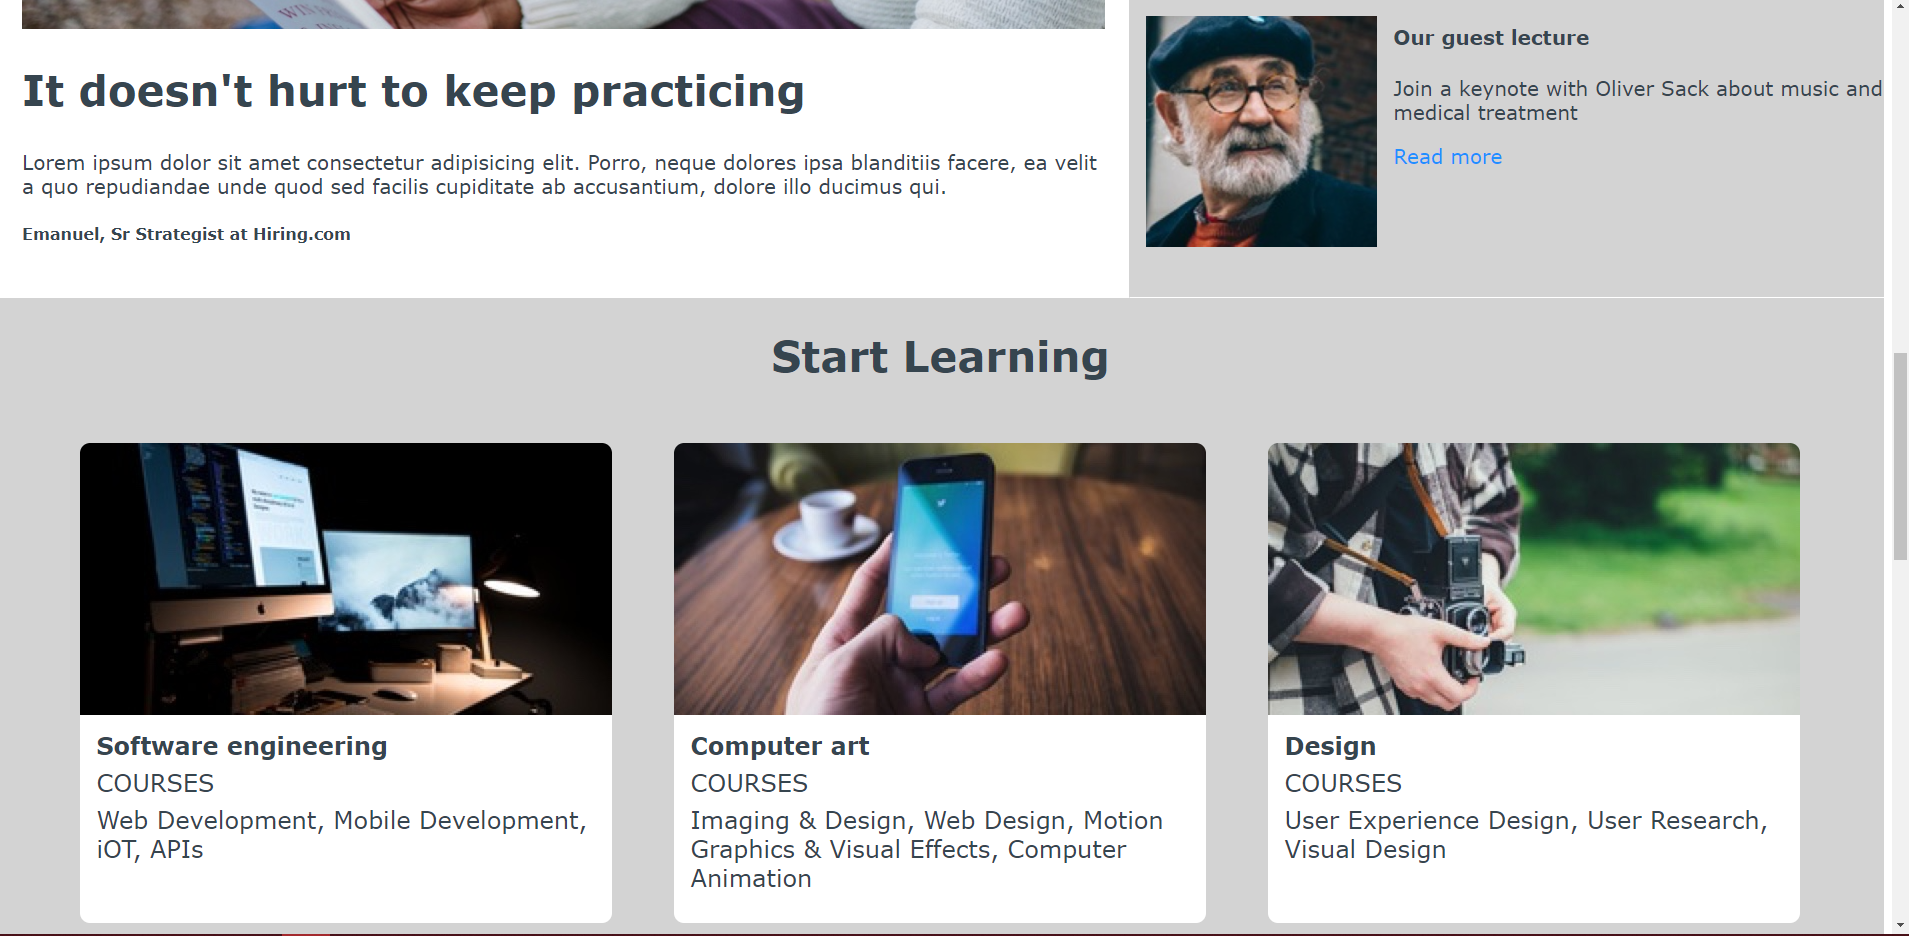 WIN
It doesn't hurt to keep practicing
Lorem ipsum dolor sit amet consectetur adipisicing elit. Porro, neque dolores ipsa blanditiis facere, ea velit
a quo repudiandae unde quod sed facilis cupiditate ab accusantium, dolore illo ducimus qui.
Emanuel, Sr Strategist at Hiring.com
Our guest lecture
Join a keynote with Oliver Sack about music and
medical treatment
Read more
Start Learning
Software engineering
COURSES
Web Development, Mobile Development,
iOT, APIs
Computer art
COURSES
Imaging & Design, Web Design, Motion
Graphics & Visual Effects, Computer
Animation
Design
COURSES
User Experience Design, User Research,
Visual Design